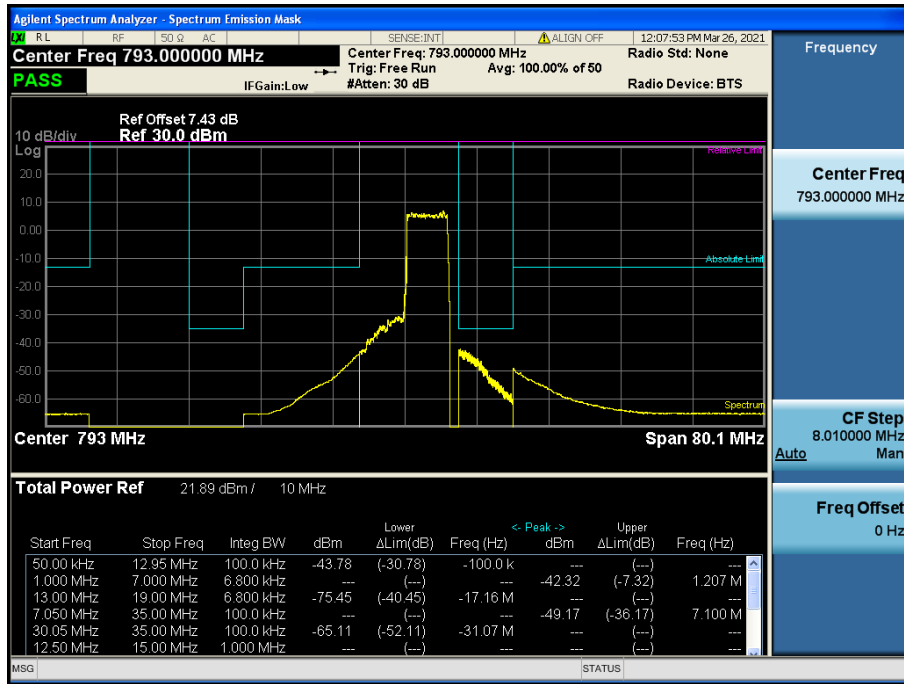 Agilent Spectrum Analyzer - Spectrum Emission Mask
LXI RL RF 50 Ω AC SENSE:INT ALIGN OFF 12:07:53 PM Mar 26, 2021
Center Freq 793.000000 MHz Center Freq: 793.000000 MHz Radio Std: None
Trig: Free Run Avg: 100.00% of 50
PASS IFGain:Low #Atten: 30 dB Radio Device: BTS
Ref Offset 7.43 dB
10 dB/div Ref 30.0 dBm
Log
Relative Limit
20.0
10.0
0.00
-10.0
Absolute Limit
-20.0
-30.0
-40.0
-50.0
-60.0
Spectrum
Center 793 MHz Span 80.1 MHz
Total Power Ref 21.89 dBm / 10 MHz
Lower <- Peak -> Upper
Start Freq Stop Freq Integ BW dBm ΔLim(dB) Freq (Hz) dBm ΔLim(dB) Freq (Hz)
50.00 kHz 12.95 MHz 100.0 kHz -43.78 (-30.78) -100.0 k --- (---) ---
1.000 MHz 7.000 MHz 6.800 kHz --- (---) --- -42.32 (-7.32) 1.207 M
13.00 MHz 19.00 MHz 6.800 kHz -75.45 (-40.45) -17.16 M --- (---) ---
7.050 MHz 35.00 MHz 100.0 kHz --- (---) --- -49.17 (-36.17) 7.100 M
30.05 MHz 35.00 MHz 100.0 kHz -65.11 (-52.11) -31.07 M --- (---) ---
12.50 MHz 15.00 MHz 1.000 MHz --- (---) --- --- (---) ---
MSG STATUS
Frequency
Center Freq
793.000000 MHz
CF Step
8.010000 MHz
Auto Man
Freq Offset
0 Hz